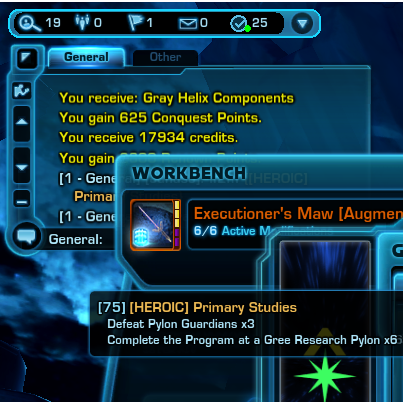 19 0 1 0 25
General Other
You receive: Gray Helix Components
You gain 625 Conquest Points.
You receive 17934 credits.
You gain
[1 - Gene [HEROIC]
Primar
[1 - Gene
General:
WORKBENCH
Executioner's Maw [Augmen
6/6 Active
G
[75] [HEROIC] Primary Studies
Defeat Pylon Guardians x3
Complete the Program at a Gree Research Pylon x6